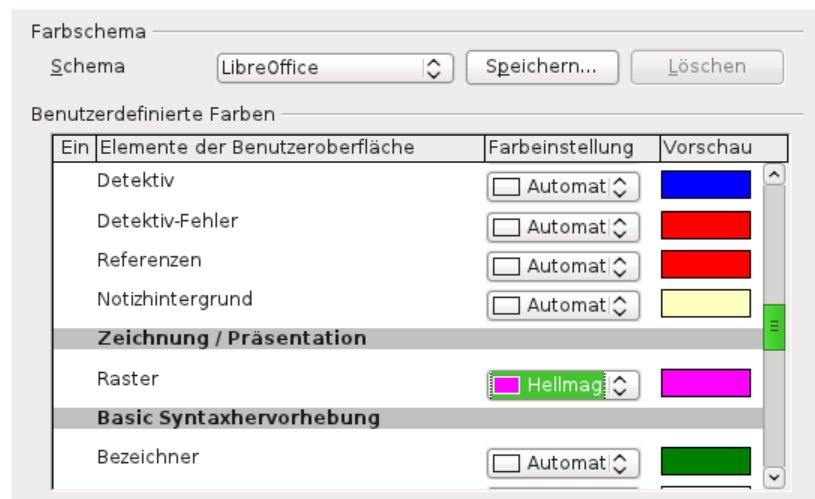 Farbschema
Schema LibreOffice Speichern... Löschen
Benutzerdefinierte Farben
Ein Elemente der Benutzeroberfläche Farbeinstellung Vorschau
Detektiv Automat
Detektiv-Fehler Automat
Referenzen Automat
Notizhintergrund Automat
Zeichnung / Präsentation
Raster Hellmag
Basic Syntaxhervorhebung
Bezeichner Automat